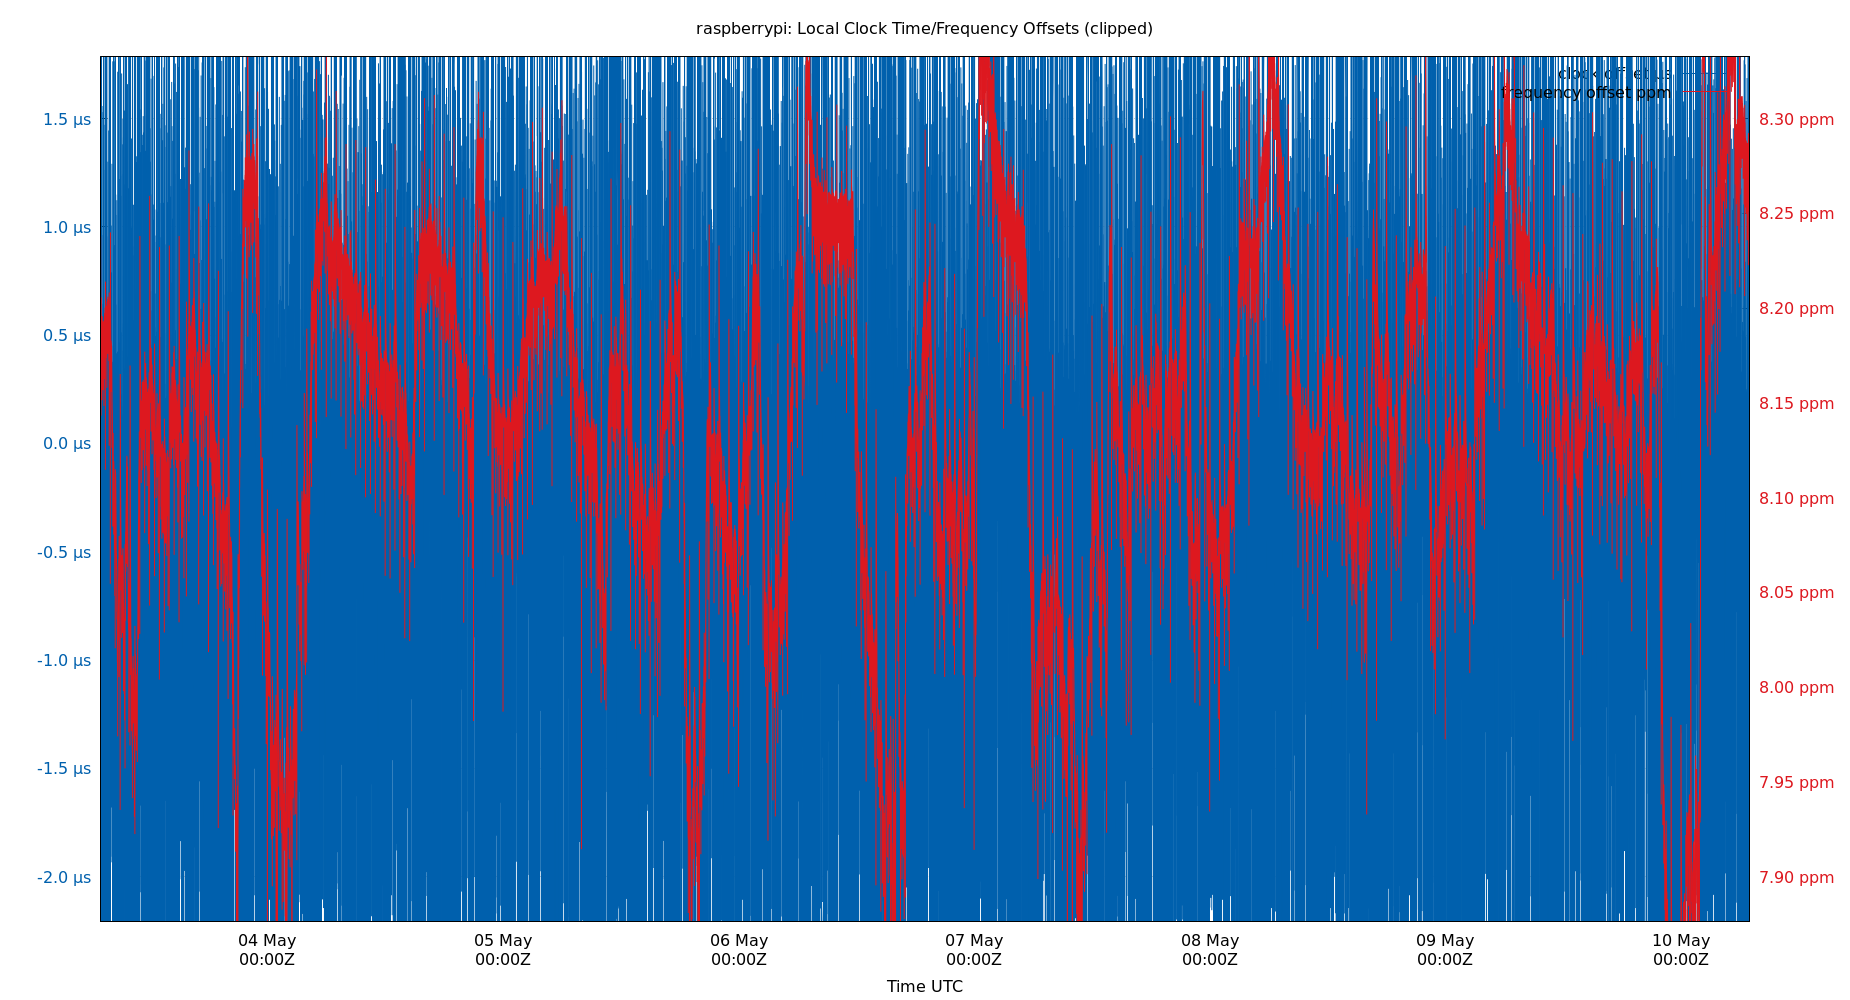 raspberrypi: Local Clock Time/Frequency Offsets (clipped)
clock offset µs
frequency offset ppm
1.5 µs
1.0 µs
0.5 µs
0.0 µs
-0.5 µs
-1.0 µs
-1.5 µs
-2.0 µs
8.30 ppm
8.25 ppm
8.20 ppm
8.15 ppm
8.10 ppm
8.05 ppm
8.00 ppm
7.95 ppm
7.90 ppm
04 May 05 May 06 May 07 May 08 May 09 May 10 May
00:00Z 00:00Z 00:00Z 00:00Z 00:00Z 00:00Z 00:00Z
Time UTC